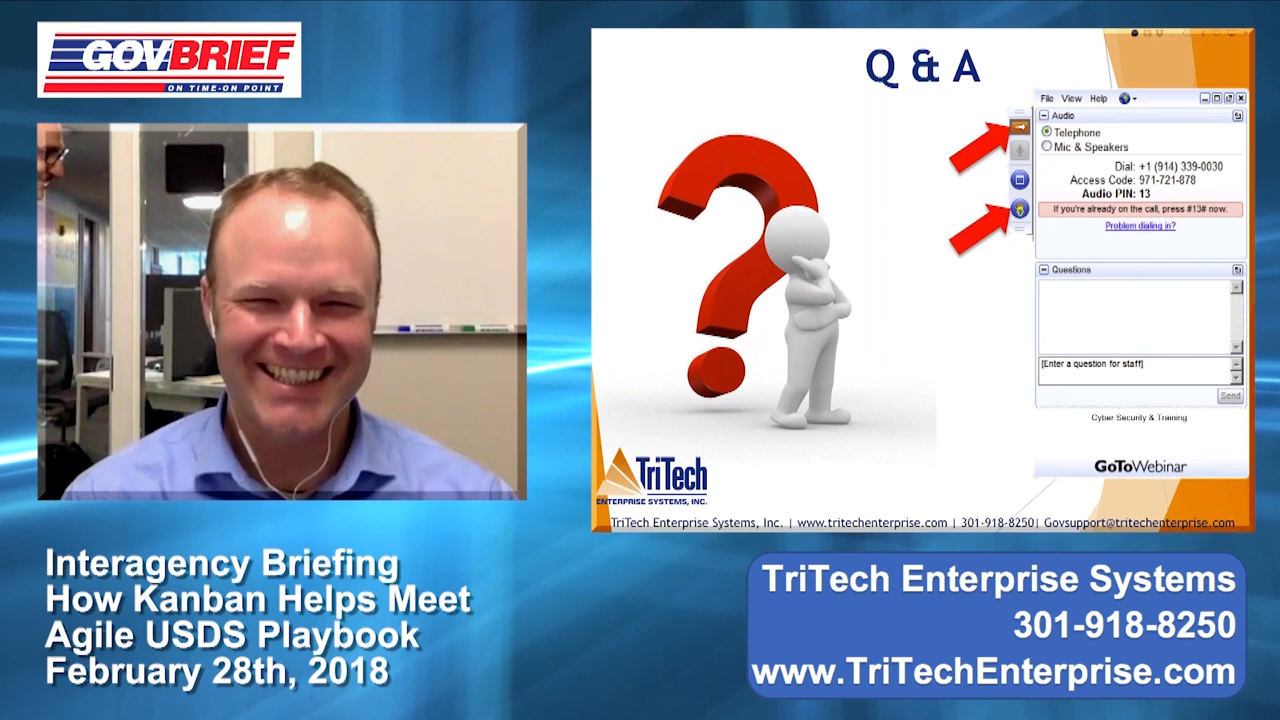 GOVBRIEF
ON TIME-ON POINT
Q & A
File View Help
Audio
Telephone
Mic & Speakers
Dial: +1 (914) 339-0030
Access Code: 971-721-878
Audio PIN: 13
If you're already on the call, press #13# now.
Problem dialing in?
Questions
[Enter a question for staff]
Send
Cyber Security & Training
GoToWebinar
TriTech
ENTERPRISE SYSTEMS, INC.
TriTech Enterprise Systems, Inc. | www.tritechenterprise.com | 301-918-8250| Govsupport@tritechenterprise.com
Interagency Briefing
How Kanban Helps Meet
Agile USDS Playbook
February 28th, 2018
TriTech Enterprise Systems
301-918-8250
www.TriTechEnterprise.com